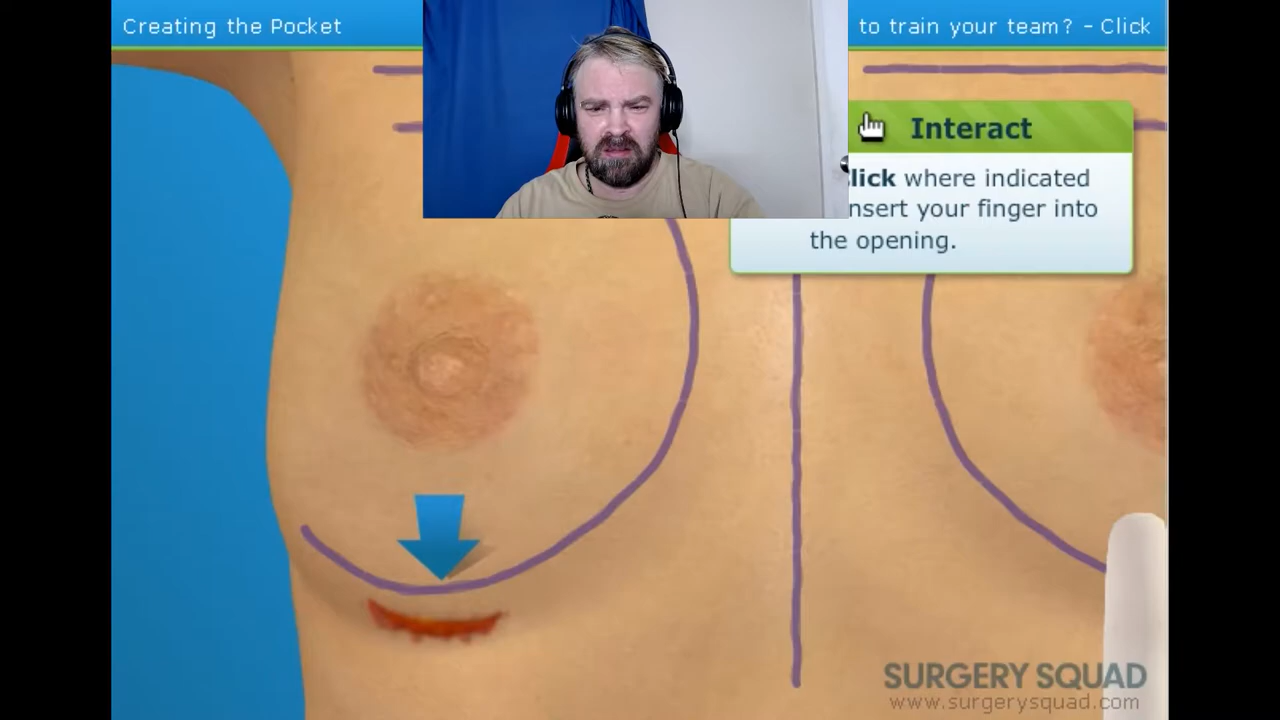 Creating the Pocket
to train your team? - Click
Interact
lick where indicated
nsert your finger into
the opening.
SURGERY SQUAD
www.surgerysquad.com